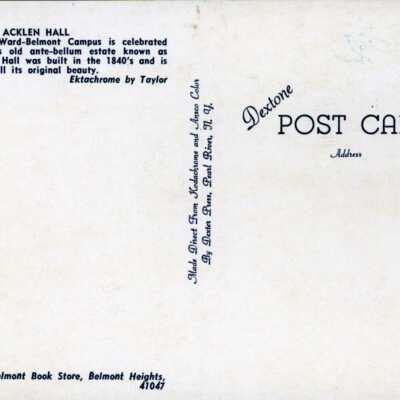 ACKLEN HALL
Ward-Belmont Campus is celebrated
s old ante-bellum estate known as
Hall was built in the 1840's and is
ll its original beauty.
Ektachrome by Taylor
Made Direct From Kodachrome and Ansco Color
By Dexter Press, Pearl River, N. Y.
Dextone
POST CA
Address
lmont Book Store, Belmont Heights,
41047